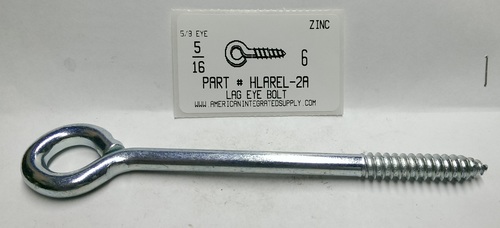 ZINC
5/8 EYE
5/16 6
PART # HLAREL-2A
LAG EYE BOLT
WWW.AMERICANINTEGRATEDSUPPLY.COM